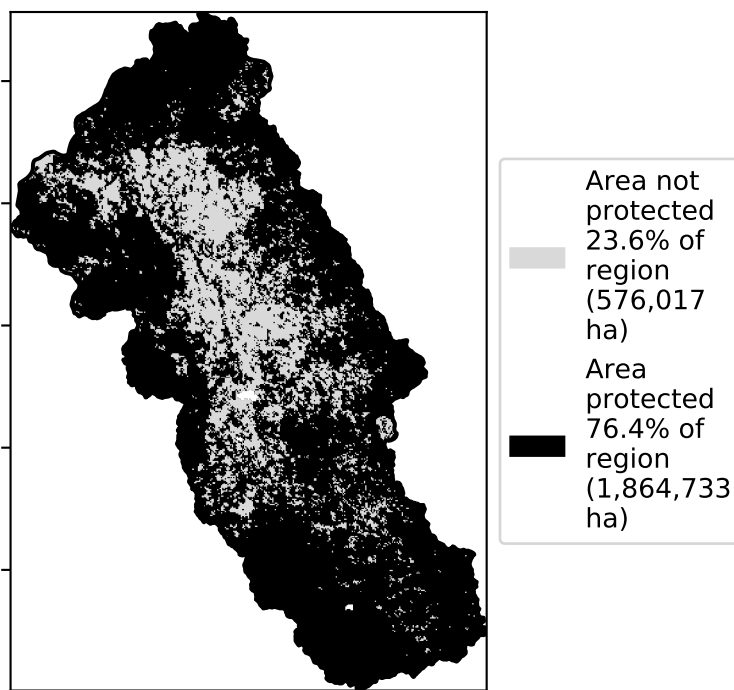 Area not
protected
23.6% of
region
(576,017
ha)
Area
protected
76.4% of
region
(1,864,733
ha)